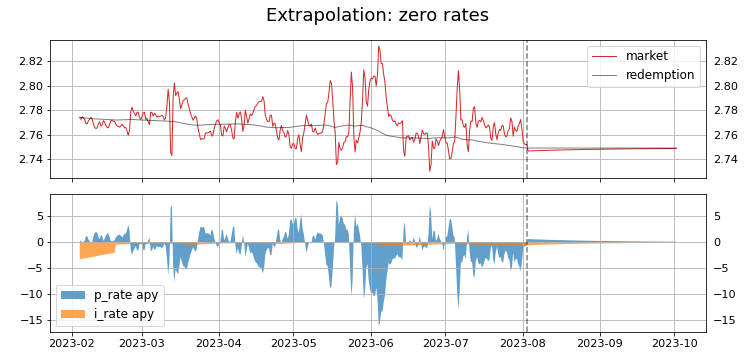 Extrapolation: zero rates
2.82 2.82
2.80 2.80
2.78 2.78
2.76 2.76
2.74 2.74
market
redemption
5 5
0 0
−5 −5
−10 −10
−15 −15
p_rate apy
i_rate apy
2023-02 2023-03 2023-04 2023-05 2023-06 2023-07 2023-08 2023-09 2023-10